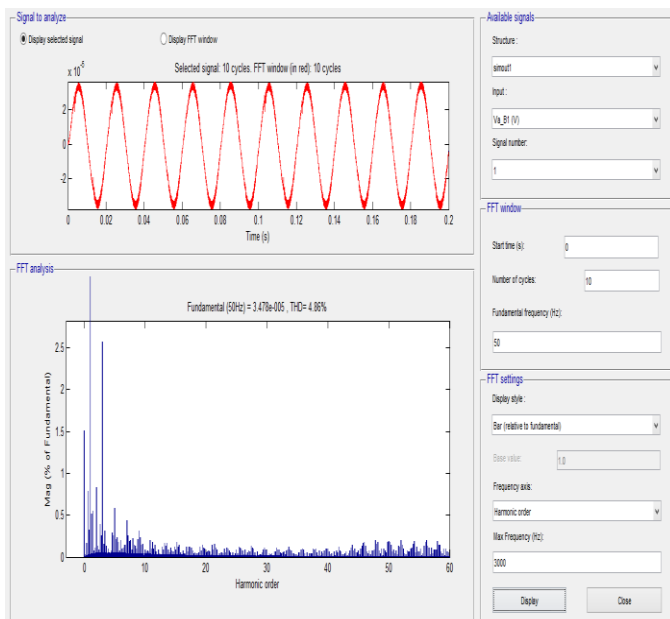 Signal to analyze
Display selected signal
Display FFT window
x 10^-5
Selected signal: 10 cycles. FFT window (in red): 10 cycles
2
0
-2
0 0.02 0.04 0.06 0.08 0.1 0.12 0.14 0.16 0.18 0.2
Time (s)
FFT analysis
Fundamental (50Hz) = 3.478e-005 , THD= 4.86%
2.5
2
1.5
1
0.5
0
Mag (% of Fundamental)
0 10 20 30 40 50 60
Harmonic order
Available signals
Structure :
simout1
Input :
Va_B1 (V)
Signal number:
1
FFT window
Start time (s): 0
Number of cycles: 10
Fundamental frequency (Hz):
50
FFT settings
Display style :
Bar (relative to fundamental)
Base value: 1.0
Frequency axis:
Harmonic order
Max Frequency (Hz):
3000
Display Close